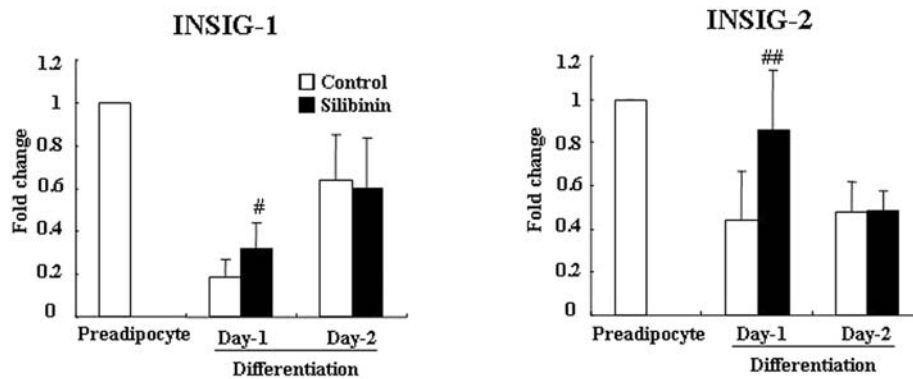 INSIG-1
1.2
1
0.8
0.6
0.4
0.2
0
Fold change
Control
Silibinin
#
Preadipocyte Day-1 Day-2
Differentiation
INSIG-2
1.2
1
0.8
0.6
0.4
0.2
0
Fold change
##
Preadipocyte Day-1 Day-2
Differentiation